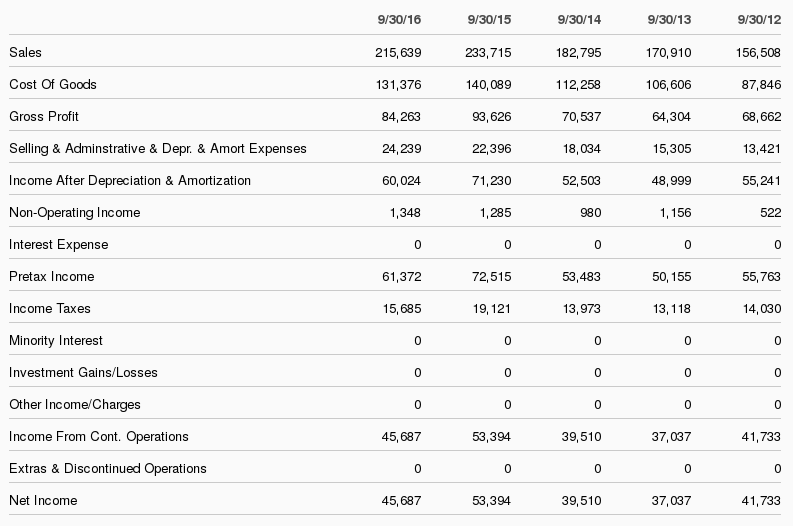 9/30/16 9/30/15 9/30/14 9/30/13 9/30/12
Sales 215,639 233,715 182,795 170,910 156,508
Cost Of Goods 131,376 140,089 112,258 106,606 87,846
Gross Profit 84,263 93,626 70,537 64,304 68,662
Selling & Adminstrative & Depr. & Amort Expenses 24,239 22,396 18,034 15,305 13,421
Income After Depreciation & Amortization 60,024 71,230 52,503 48,999 55,241
Non-Operating Income 1,348 1,285 980 1,156 522
Interest Expense 0 0 0 0 0
Pretax Income 61,372 72,515 53,483 50,155 55,763
Income Taxes 15,685 19,121 13,973 13,118 14,030
Minority Interest 0 0 0 0 0
Investment Gains/Losses 0 0 0 0 0
Other Income/Charges 0 0 0 0 0
Income From Cont. Operations 45,687 53,394 39,510 37,037 41,733
Extras & Discontinued Operations 0 0 0 0 0
Net Income 45,687 53,394 39,510 37,037 41,733